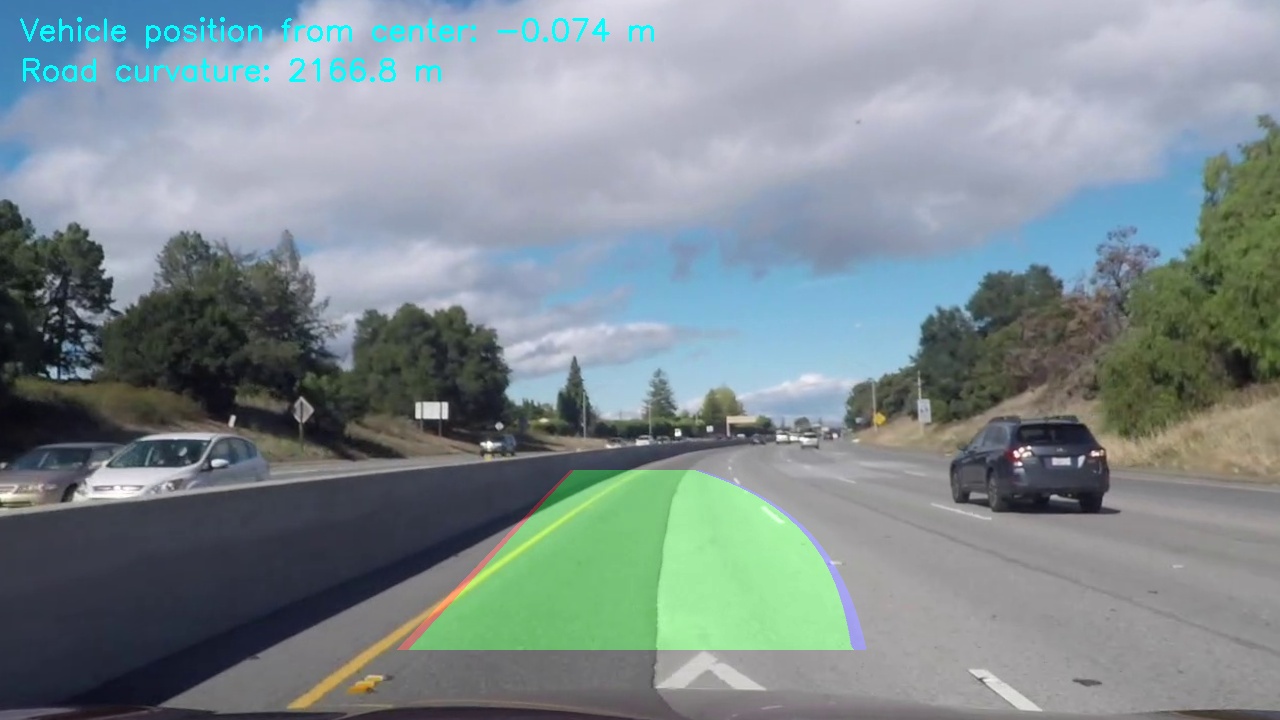 Vehicle position from center: -0.074 m
Road curvature: 2166.8 m